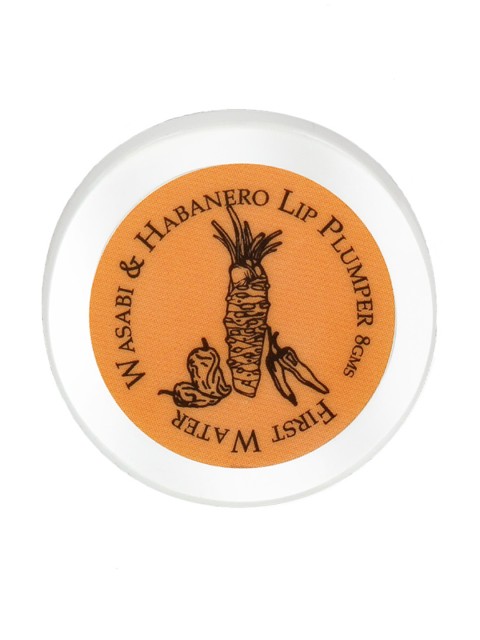 Wasabi & Habanero Lip Plumper 8gms
First Water